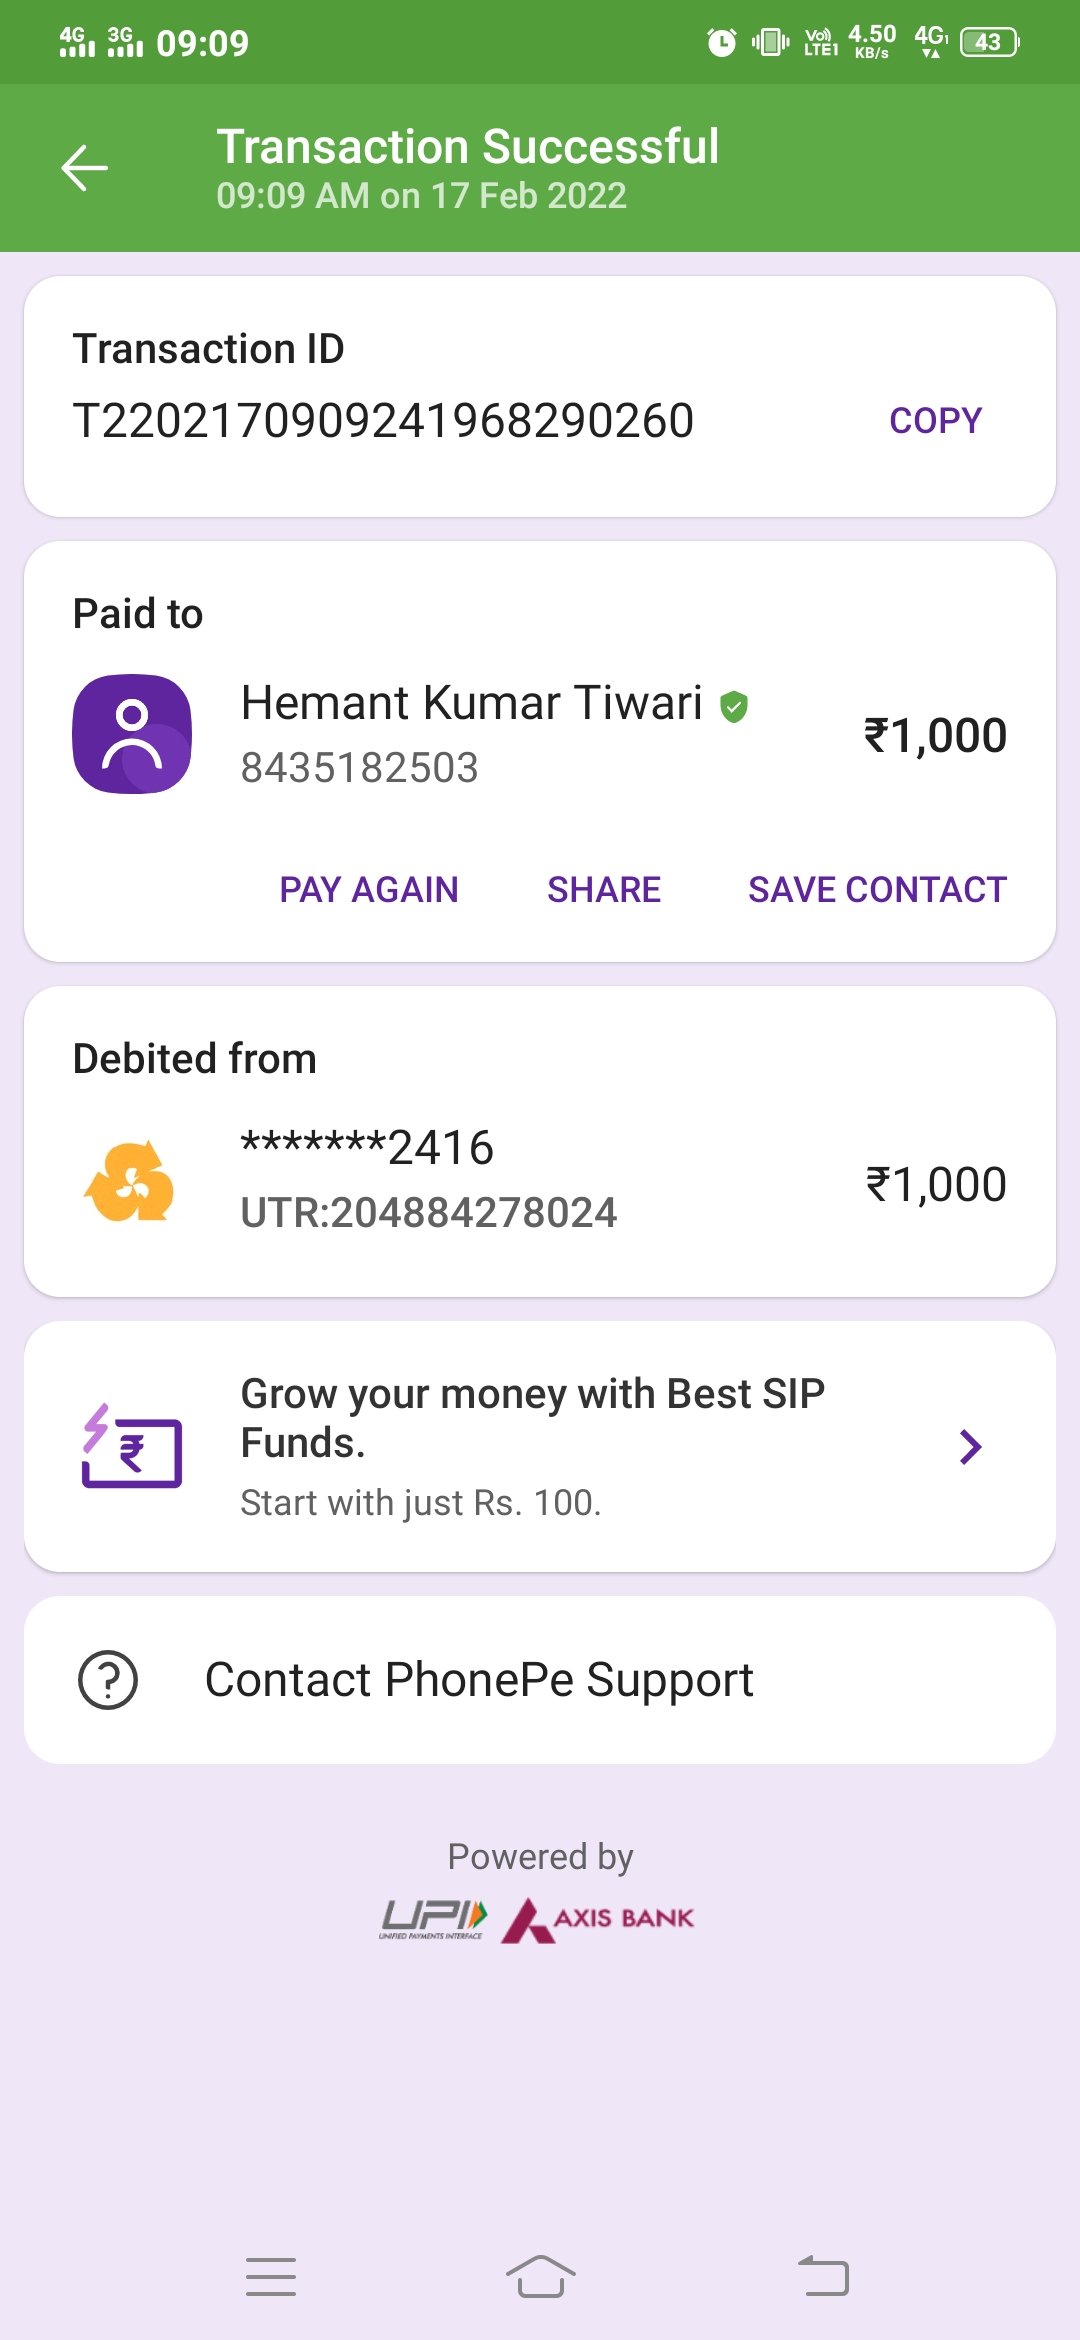 4G 3G 09:09 Vo)) LTE1 4.50 KB/s 4G1 43
Transaction Successful
09:09 AM on 17 Feb 2022
Transaction ID
T2202170909241968290260 COPY
Paid to
Hemant Kumar Tiwari
₹1,000
8435182503
PAY AGAIN SHARE SAVE CONTACT
Debited from
*******2416
₹1,000
UTR:204884278024
Grow your money with Best SIP
Funds.
Start with just Rs. 100.
Contact PhonePe Support
Powered by
UPI AXIS BANK
UNIFIED PAYMENTS INTERFACE